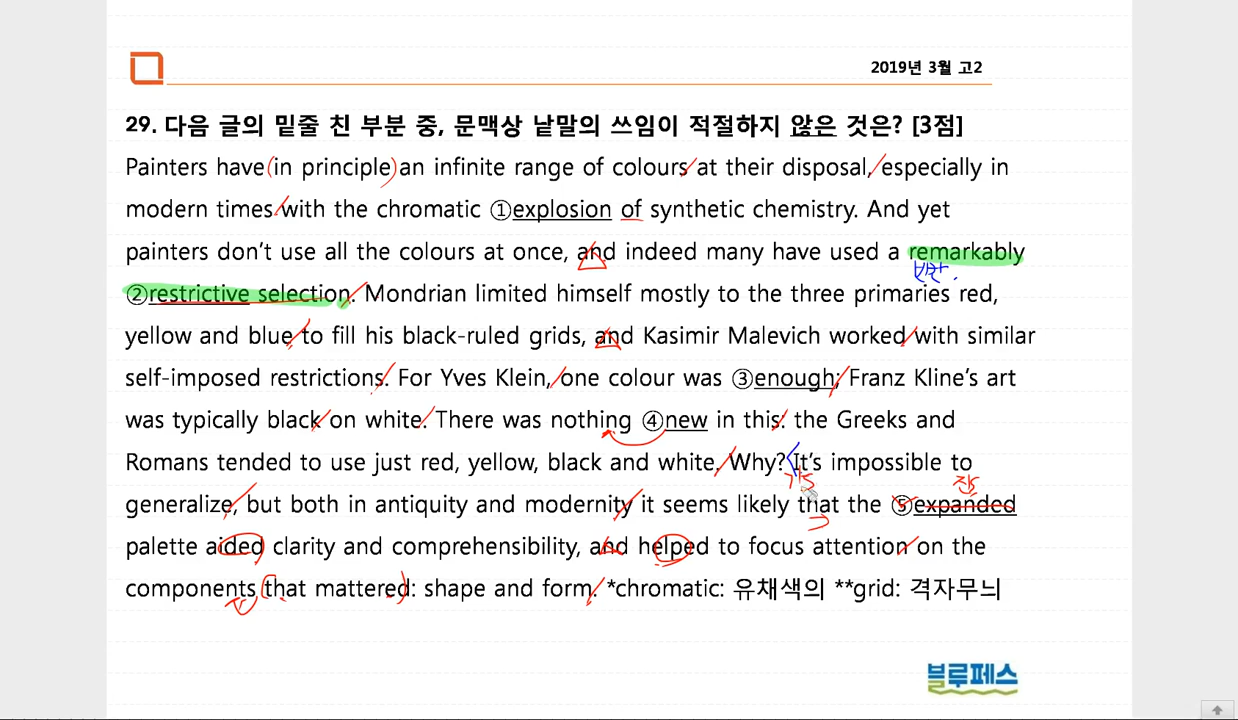 2019년 3월 고2
29. 다음 글의 밑줄 친 부분 중, 문맥상 낱말의 쓰임이 적절하지 않은 것은? [3점]
Painters have (in principle) an infinite range of colours at their disposal, especially in
modern times with the chromatic ①explosion of synthetic chemistry. And yet
painters don't use all the colours at once, and indeed many have used a remarkably
②restrictive selection. Mondrian limited himself mostly to the three primaries red,
yellow and blue to fill his black-ruled grids, and Kasimir Malevich worked with similar
self-imposed restrictions. For Yves Klein, one colour was ③enough; Franz Kline's art
was typically black on white. There was nothing ④new in this: the Greeks and
Romans tended to use just red, yellow, black and white. Why? It's impossible to
generalize, but both in antiquity and modernity it seems likely that the ⑤expanded
palette aided clarity and comprehensibility, and helped to focus attention on the
components (that mattered): shape and form. *chromatic: 유채색의 **grid: 격자무늬
블루페스